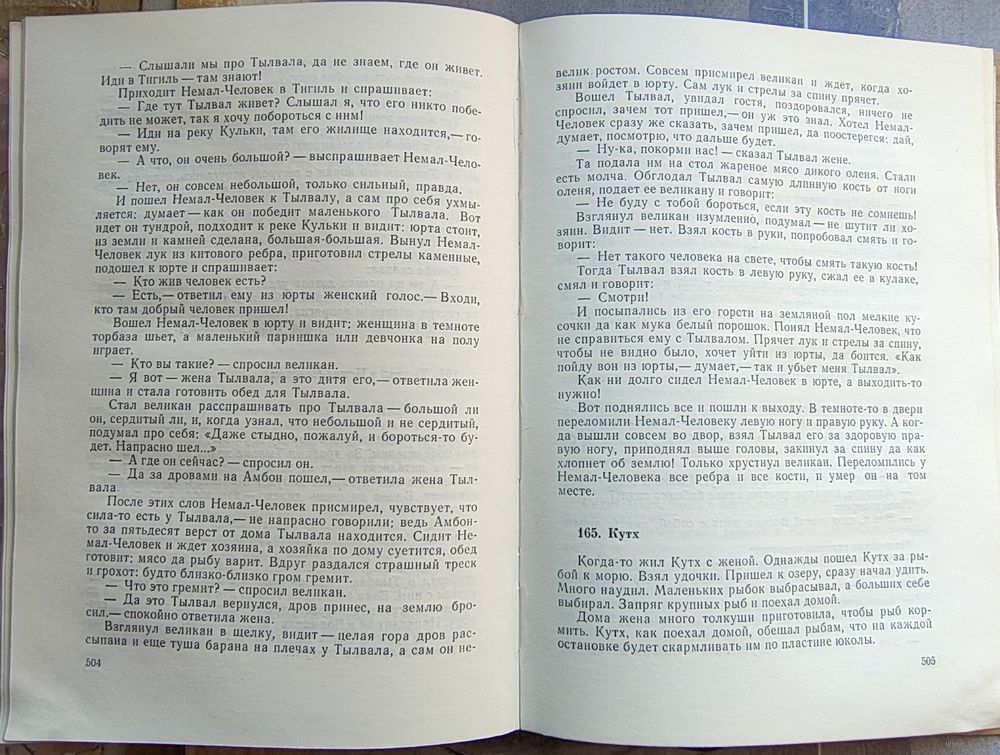 — Слышали мы про Тылвала, да не знаем, где он живет.
Иди в Тигиль — там знают!
Приходит Немал-Человек в Тигиль и спрашивает:
— Где тут Тылвал живет? Слышал я, что его никто побе-
дить не может, так я хочу побороться с ним!
— Иди на реку Кульки, там его жилище находится,— го-
ворят ему.
— А что, он очень большой? — выспрашивает Немал-Чело-
век.
— Нет, он совсем небольшой, только сильный, правда.
И пошел Немал-Человек к Тылвалу, а сам про себя ухмы-
ляется: думает — как он победит маленького Тылвала. Вот
идет он тундрой, подходит к реке Кульки и видит: юрта стоит,
из земли и камней сделана, большая-большая. Вынул Немал-
Человек лук из китового ребра, приготовил стрелы каменные,
подошел к юрте и спрашивает:
— Кто жив человек есть?
— Есть,— ответил ему из юрты женский голос.— Входи,
кто там добрый человек пришел!
Вошел Немал-Человек в юрту и видит: женщина в темноте
торбаза шьет, а маленький парнишка или девчонка на полу
играет.
— Кто вы такие? — спросил великан.
— Я вот — жена Тылвала, а это дитя его,— ответила жен-
щина и стала готовить обед для Тылвала.
Стал великан расспрашивать про Тылвала — большой ли
он, сердитый ли, и, когда узнал, что небольшой и не сердитый,
подумал про себя: «Даже стыдно, пожалуй, и бороться-то бу-
дет. Напрасно шел...»
— А где он сейчас? — спросил он.
— Да за дровами на Амбон пошел,— ответила жена Тыл-
вала.
После этих слов Немал-Человек присмирел, чувствует, что
сила-то есть у Тылвала,— не напрасно говорили; ведь Амбон-
то за пятьдесят верст от дома Тылвала находится. Сидит Не-
мал-Человек и ждет хозяина, а хозяйка по дому суетится, обед
готовит: мясо да рыбу варит. Вдруг раздался страшный треск
и грохот: будто близко-близко гром гремит.
— Что это гремит? — спросил великан.
— Да это Тылвал вернулся, дров принес, на землю бро-
сил.— спокойно ответила жена.
Взглянул великан в щелку, видит — целая гора дров рас-
сыпана и еще туша барана на плечах у Тылвала, а сам он не-
504
велик ростом. Совсем присмирел великан и ждет, когда хо-
зяин войдет в юрту. Сам лук и стрелы за спину прячет.
Вошел Тылвал, увидал гостя, поздоровался, ничего не
спросил, зачем тот пришел,— он уж это знал. Хотел Немал-
Человек сразу же сказать, зачем пришел, да поостерегся: дай,
думает, посмотрю, что дальше будет.
— Ну-ка, покорми нас! — сказал Тылвал жене.
Та подала им на стол жареное мясо дикого оленя. Стали
есть молча. Обглодал Тылвал самую длинную кость от ноги
оленя, подает ее великану и говорит:
— Не буду с тобой бороться, если эту кость не сомнешь!
Взглянул великан изумленно, подумал — не шутит ли хо-
зяин. Видит — нет. Взял кость в руки, попробовал смять и го-
ворит:
— Нет такого человека на свете, чтобы смять такую кость!
Тогда Тылвал взял кость в левую руку, сжал ее в кулаке,
смял и говорит:
— Смотри!
И посыпались из его горсти на земляной пол мелкие ку-
сочки да как мука белый порошок. Понял Немал-Человек, что
не справиться ему с Тылвалом. Прячет лук и стрелы за спину,
чтобы не видно было, хочет уйти из юрты, да боится. «Как
пойду вон из юрты,— думает,— так и убьет меня Тылвал».
Как ни долго сидел Немал-Человек в юрте, а выходить-то
нужно!
Вот поднялись все и пошли к выходу. В темноте-то в двери
переломили Немал-Человеку левую ногу и правую руку. А ко-
гда вышли совсем во двор, взял Тылвал его за здоровую пра-
вую ногу, приподнял выше головы, закинул за спину да как
хлопнет об землю! Только хрустнул великан. Переломились у
Немал-Человека все ребра и все кости, и умер он на том
месте.
165. Кутх
Когда-то жил Кутх с женой. Однажды пошел Кутх за ры-
бой к морю. Взял удочки. Пришел к озеру, сразу начал удить.
Много наудил. Маленьких рыбок выбрасывал, а больших себе
выбирал. Запряг крупных рыб и поехал домой.
Дома жена много толкуши приготовила, чтобы рыб кор-
мить. Кутх, как поехал домой, обещал рыбам, что на каждой
остановке будет скармливать им по пластине юколы.
505